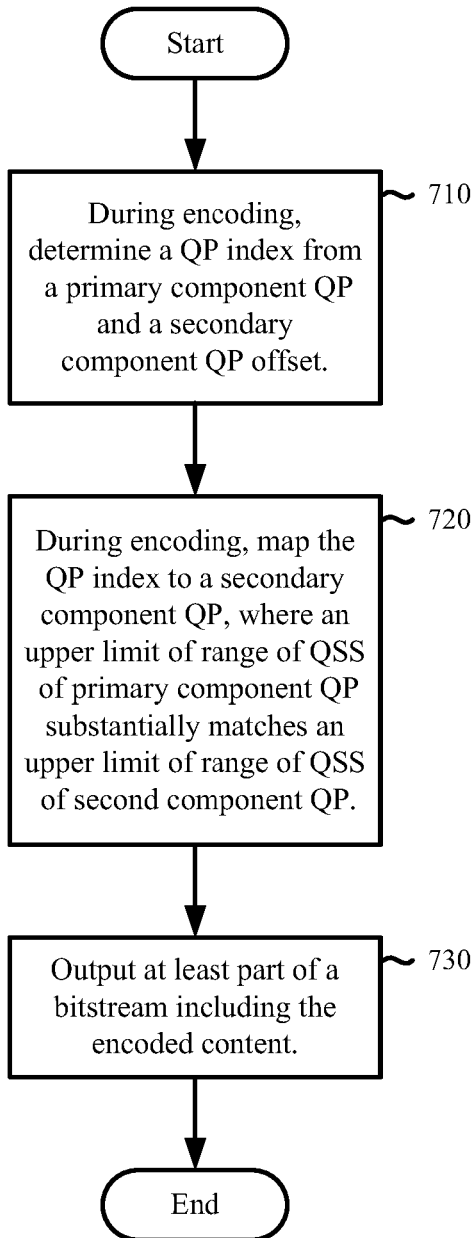 Start
710
During encoding,
determine a QP index from
a primary component QP
and a secondary
component QP offset.
720
During encoding, map the
QP index to a secondary
component QP, where an
upper limit of range of QSS
of primary component QP
substantially matches an
upper limit of range of QSS
of second component QP.
730
Output at least part of a
bitstream including the
encoded content.
End